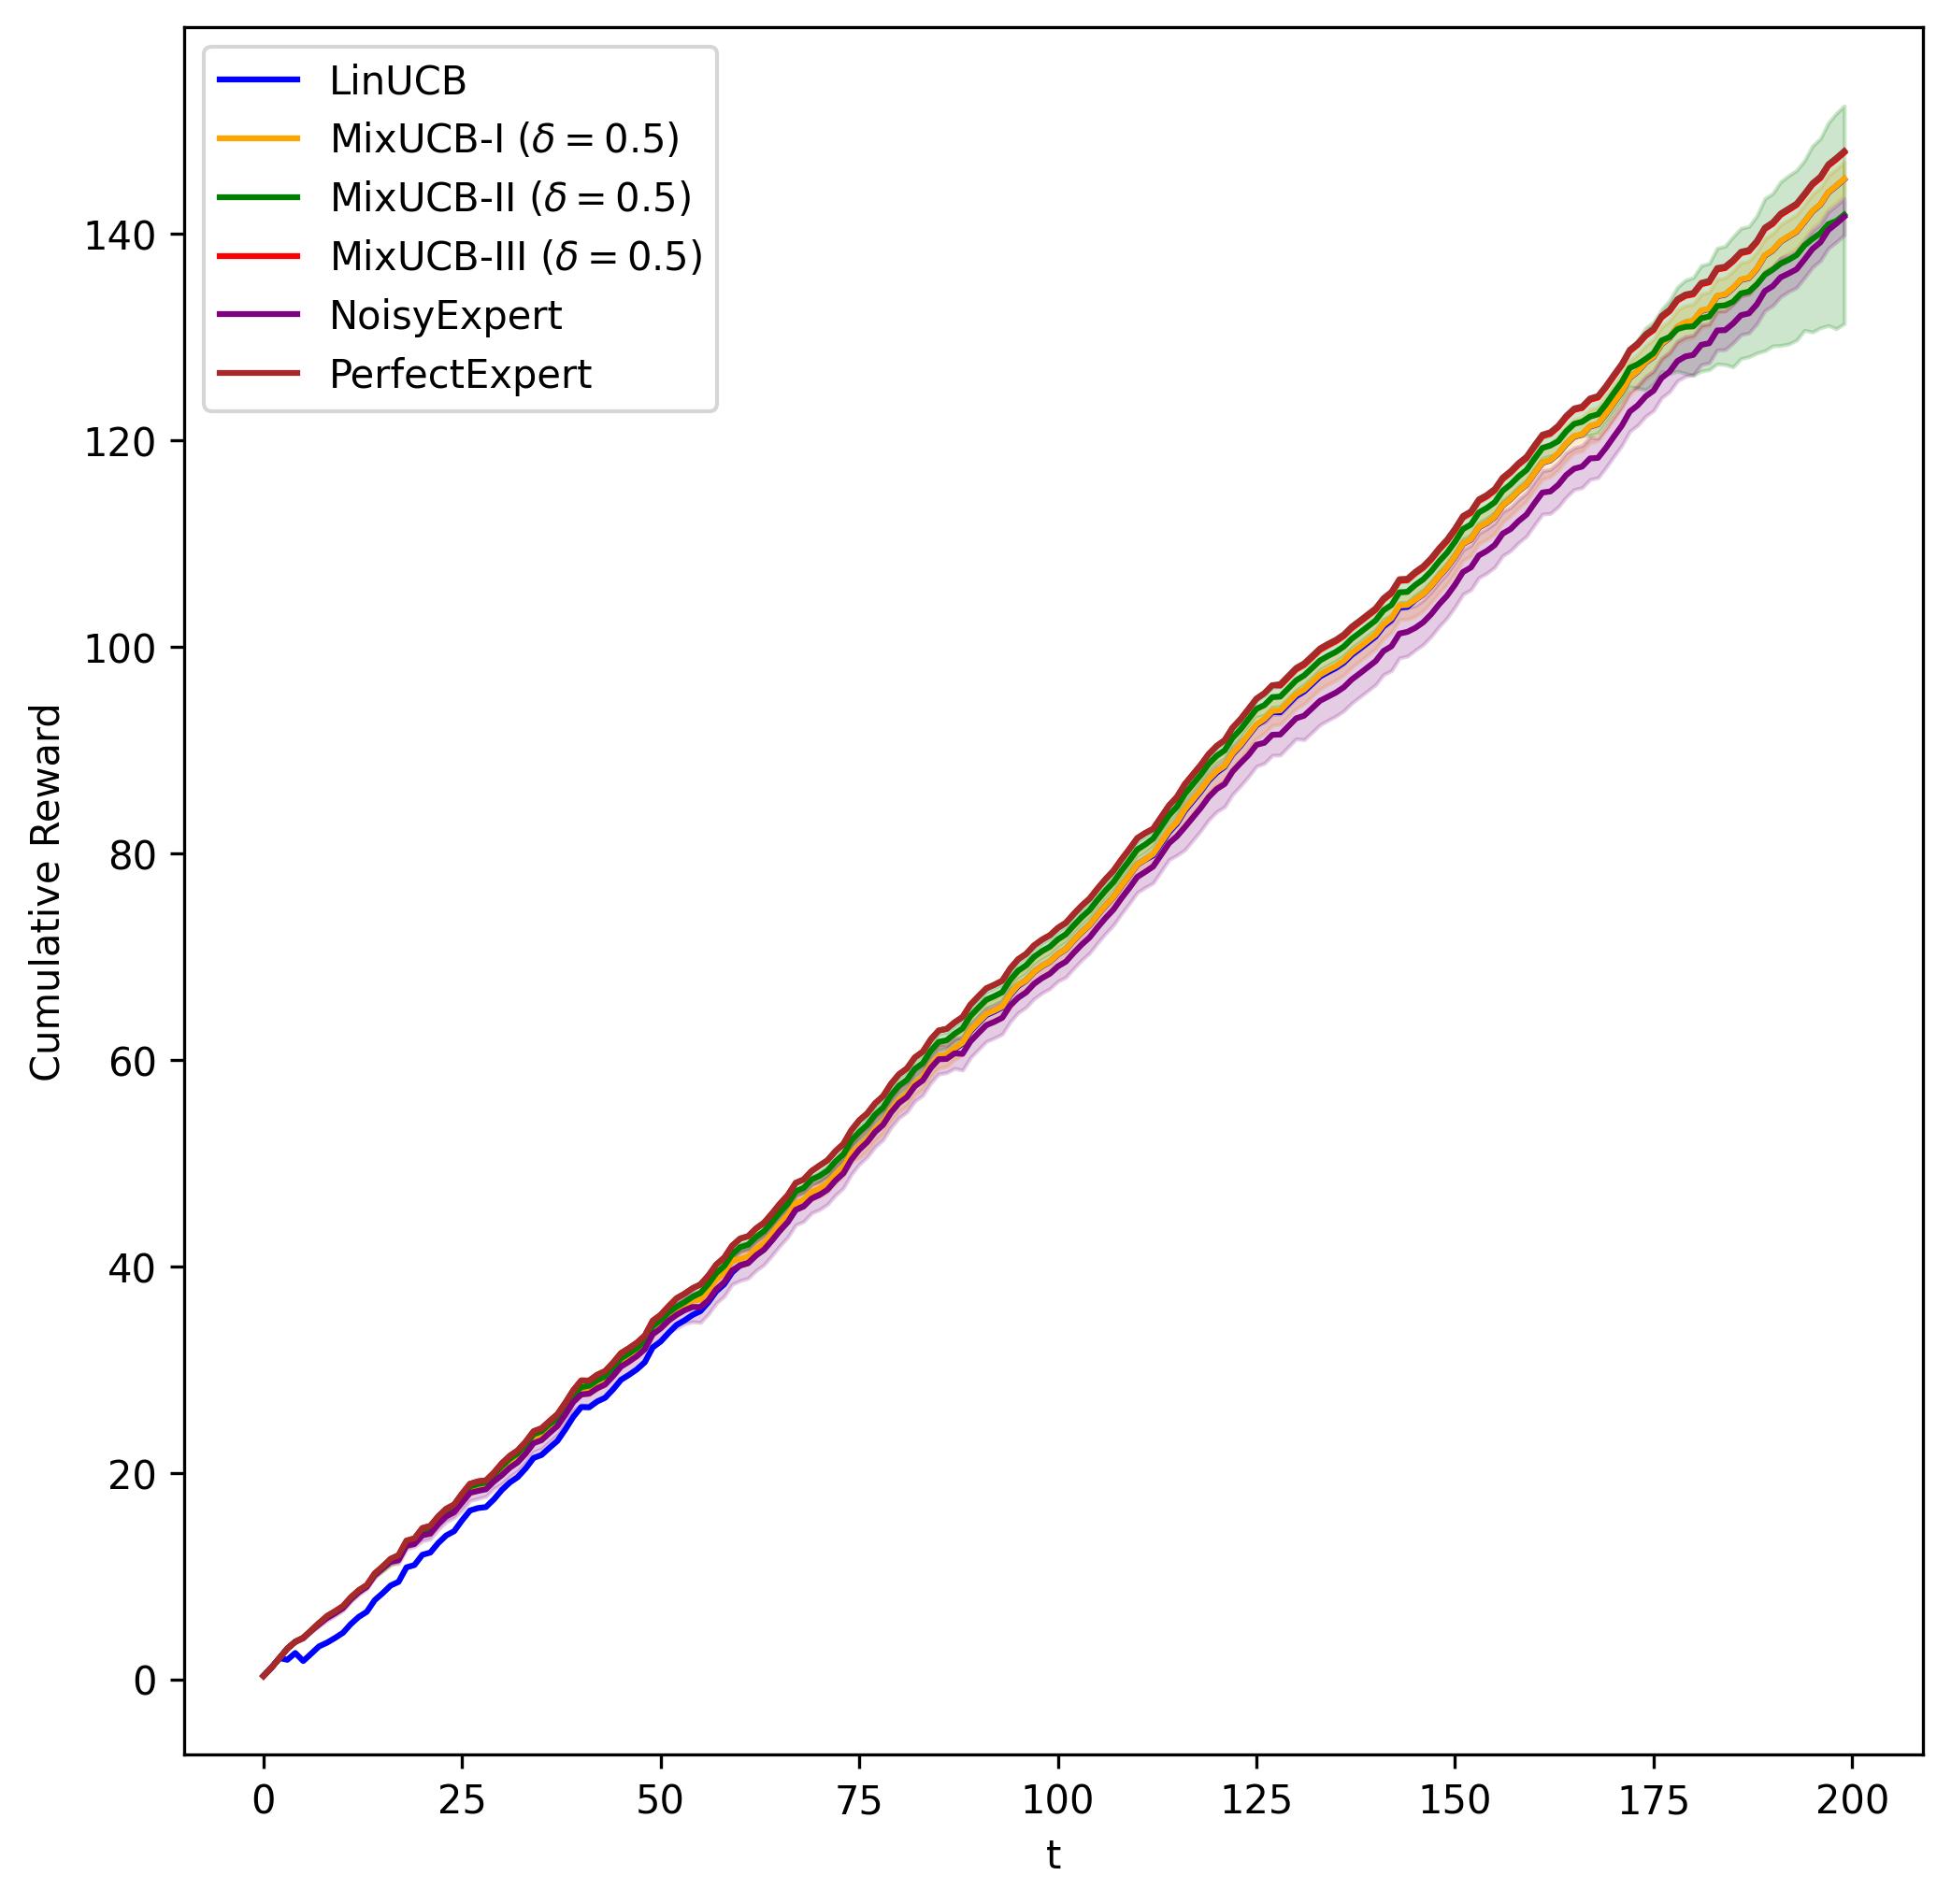 LinUCB
MixUCB-I (δ = 0.5)
MixUCB-II (δ = 0.5)
MixUCB-III (δ = 0.5)
NoisyExpert
PerfectExpert
Cumulative Reward
140
120
100
80
60
40
20
0
0 25 50 75 100 125 150 175 200
t